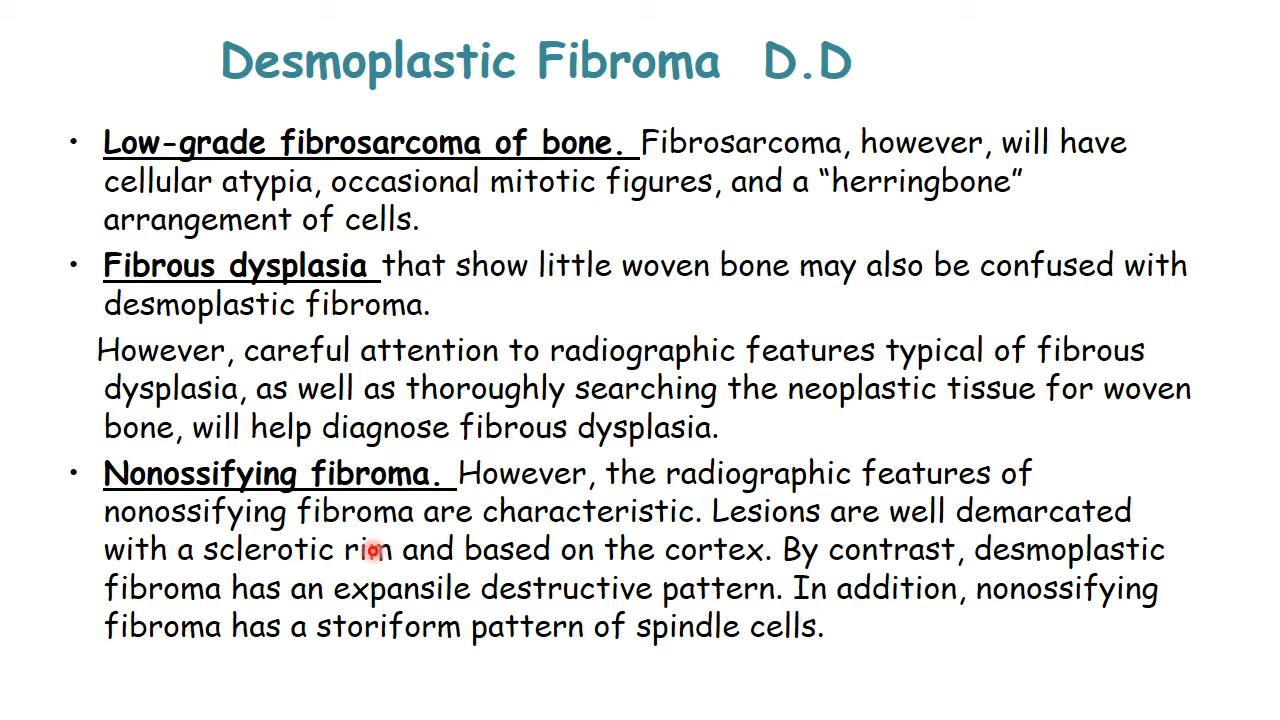 Desmoplastic Fibroma D.D
• Low-grade fibrosarcoma of bone. Fibrosarcoma, however, will have
cellular atypia, occasional mitotic figures, and a “herringbone”
arrangement of cells.
• Fibrous dysplasia that show little woven bone may also be confused with
desmoplastic fibroma.
However, careful attention to radiographic features typical of fibrous
dysplasia, as well as thoroughly searching the neoplastic tissue for woven
bone, will help diagnose fibrous dysplasia.
• Nonossifying fibroma. However, the radiographic features of
nonossifying fibroma are characteristic. Lesions are well demarcated
with a sclerotic rim and based on the cortex. By contrast, desmoplastic
fibroma has an expansile destructive pattern. In addition, nonossifying
fibroma has a storiform pattern of spindle cells.